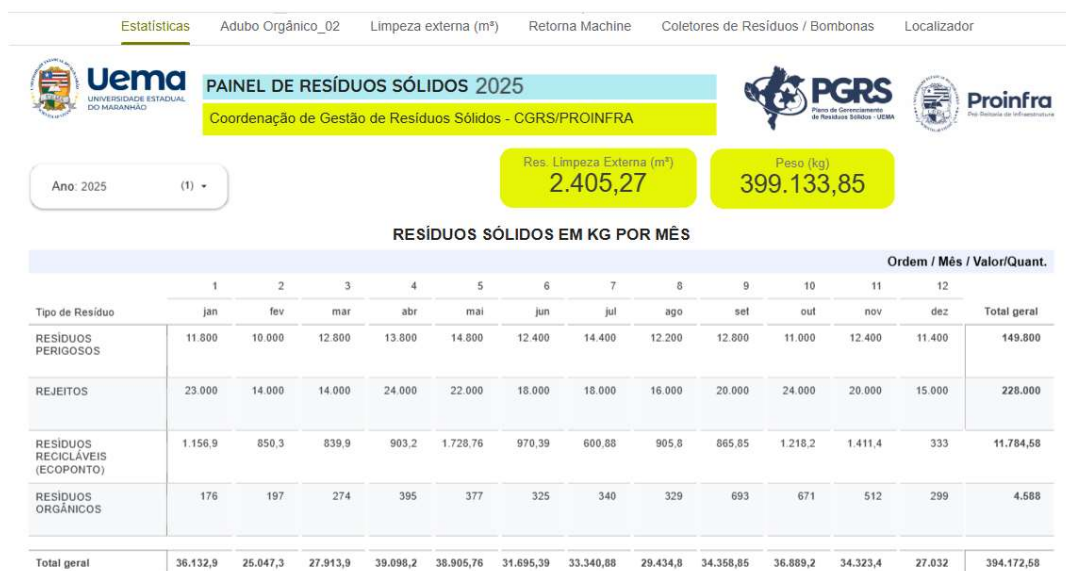 Estatísticas Adubo Orgânico_02 Limpeza externa (m³) Retorna Machine Coletores de Resíduos / Bombonas Localizador
Uema
UNIVERSIDADE ESTADUAL
DO MARANHÃO
PAINEL DE RESÍDUOS SÓLIDOS 2025
Coordenação de Gestão de Resíduos Sólidos - CGRS/PROINFRA
PGRS
Plano de Gerenciamento
de Resíduos Sólidos - UEMA
Proinfra
Pró Reitoria de Infraestrutura
Ano: 2025 (1)
Res. Limpeza Externa (m³)
2.405,27
Peso (kg)
399.133,85
RESÍDUOS SÓLIDOS EM KG POR MÊS
Ordem / Mês / Valor/Quant.
1 2 3 4 5 6 7 8 9 10 11 12
Tipo de Resíduo jan fev mar abr mai jun jul ago set out nov dez Total geral
RESÍDUOS
PERIGOSOS 11.800 10.000 12.800 13.800 14.800 12.400 14.400 12.200 12.800 11.000 12.400 11.400 149.800
REJEITOS 23.000 14.000 14.000 24.000 22.000 18.000 18.000 16.000 20.000 24.000 20.000 15.000 228.000
RESÍDUOS
RECICLÁVEIS
(ECOPONTO) 1.156,9 850,3 839,9 903,2 1.728,76 970,39 600,88 905,8 865,85 1.218,2 1.411,4 333 11.784,58
RESÍDUOS
ORGÂNICOS 176 197 274 395 377 325 340 329 693 671 512 299 4.588
Total geral 36.132,9 25.047,3 27.913,9 39.098,2 38.905,76 31.695,39 33.340,88 29.434,8 34.358,85 36.889,2 34.323,4 27.032 394.172,58